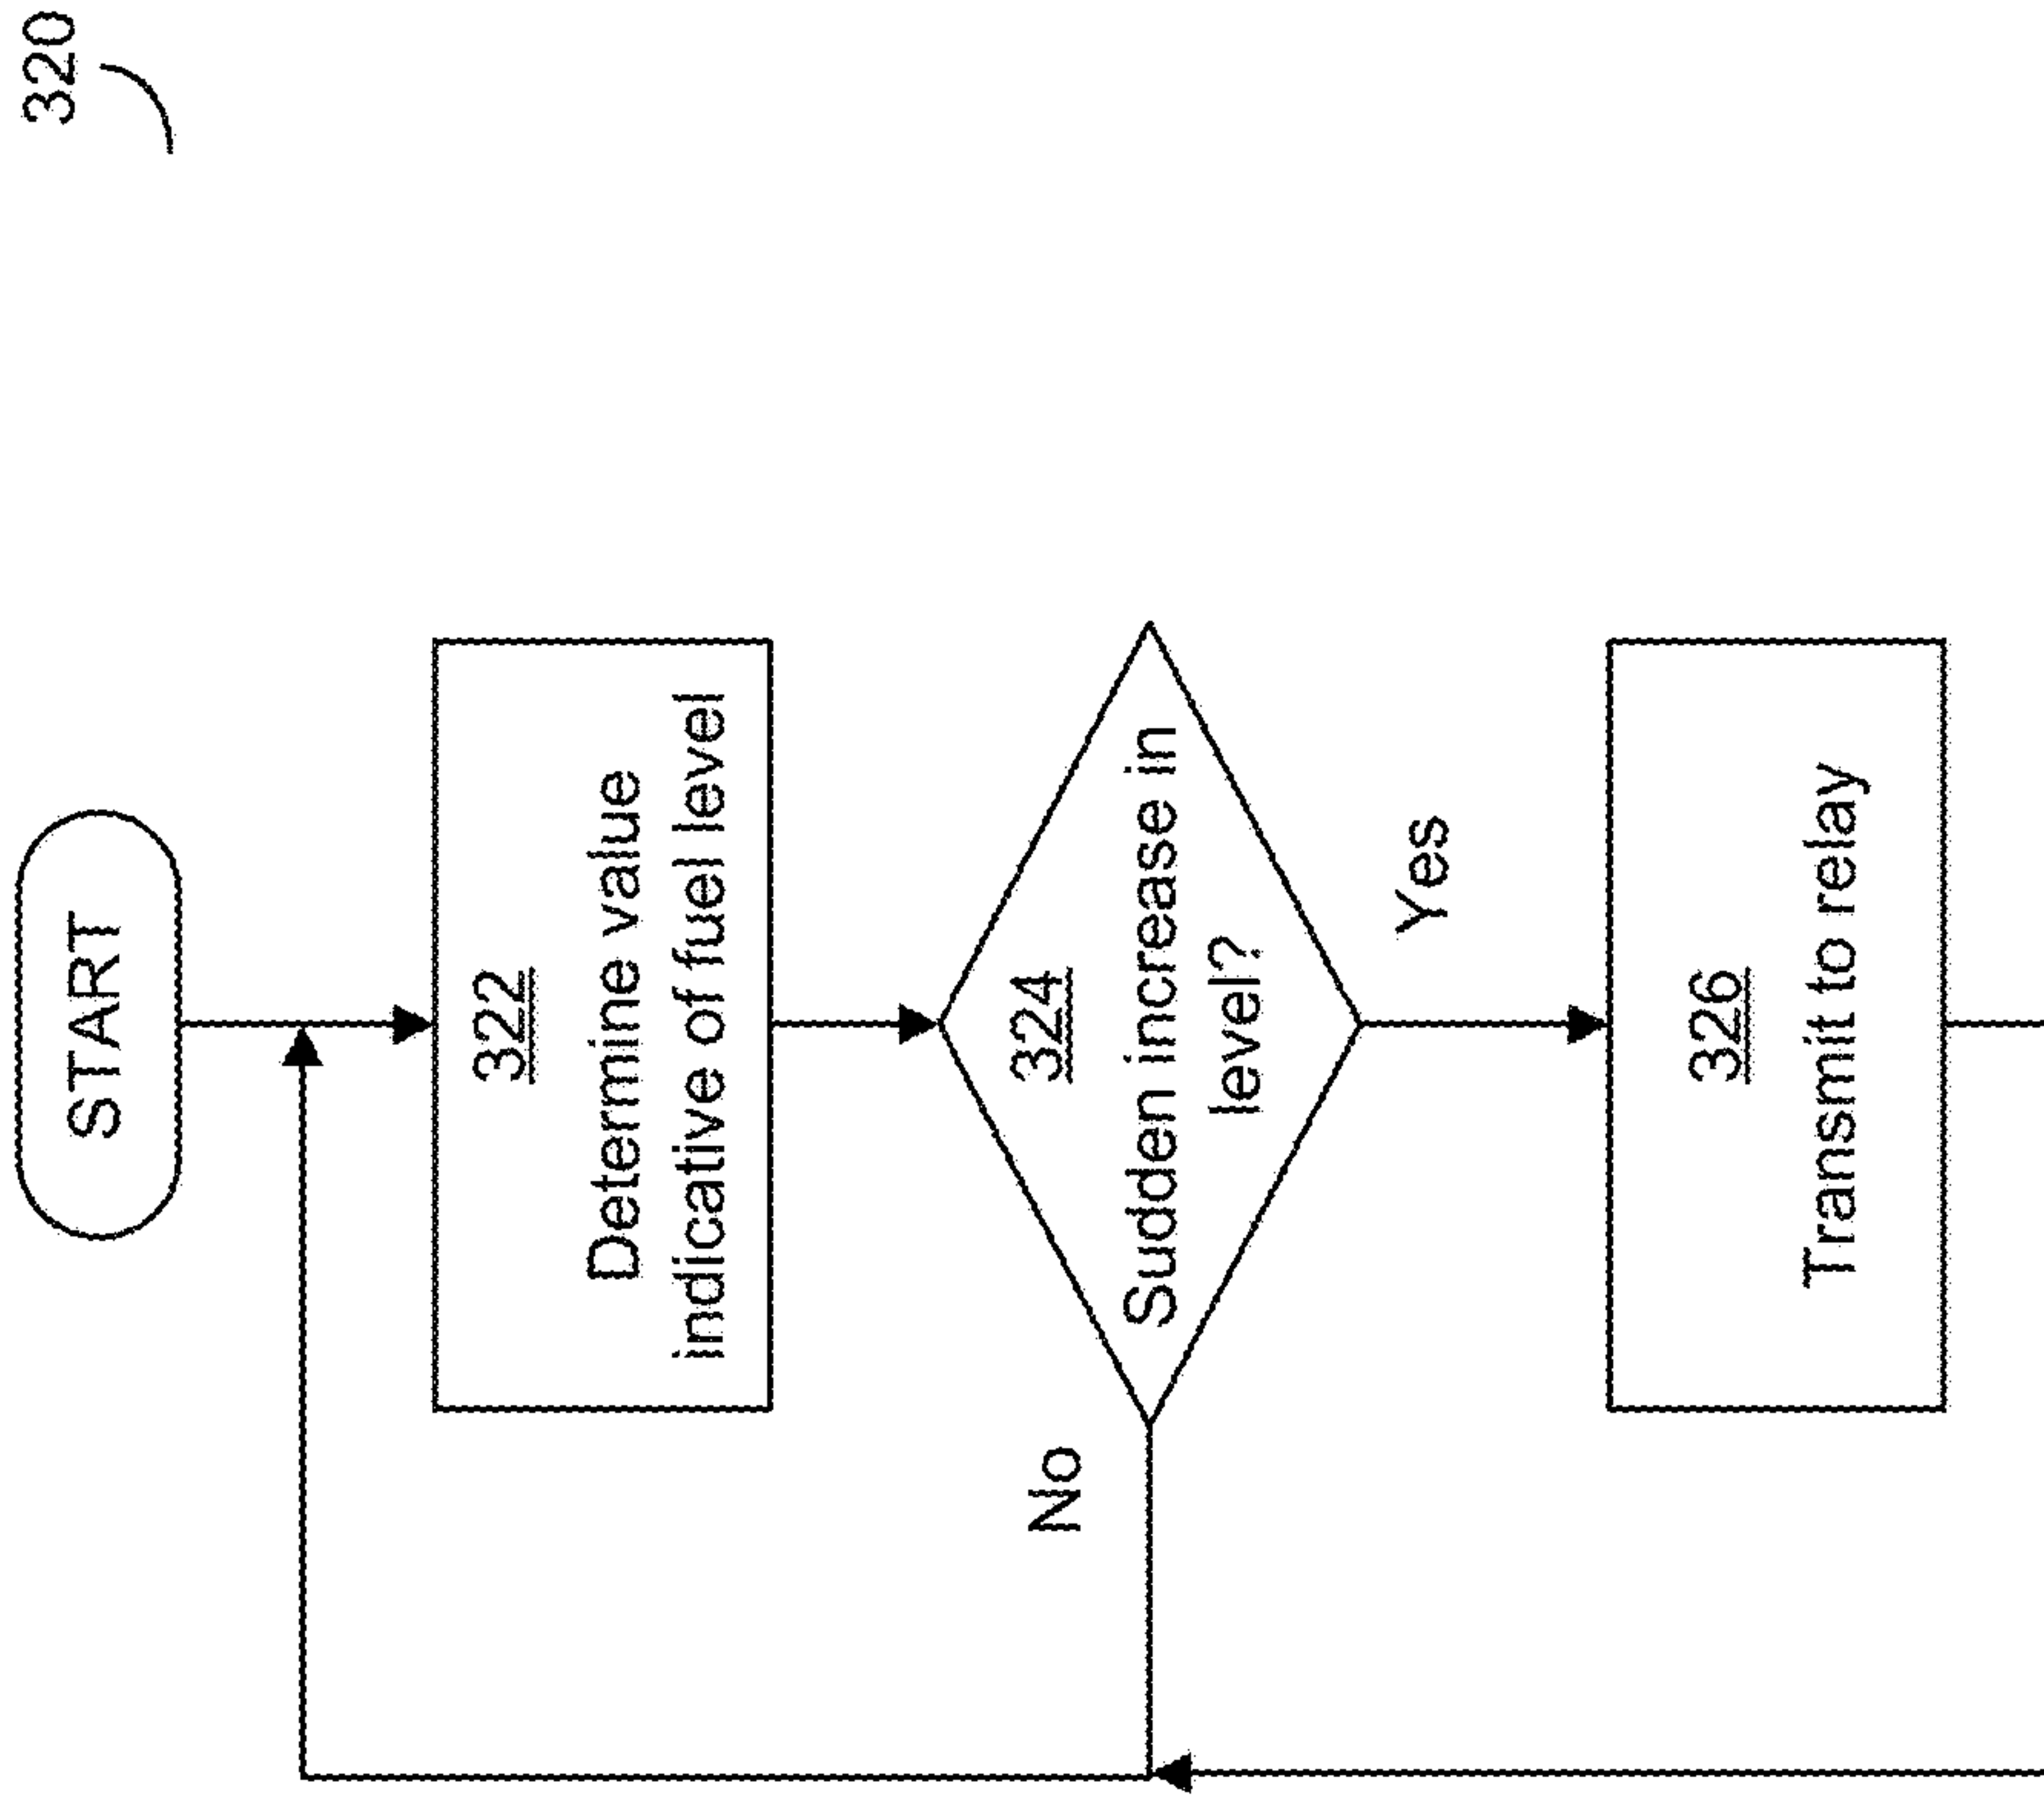 320
START
322
Determine value
indicative of fuel level
324
Sudden increase in
level?
No
Yes
326
Transmit to relay